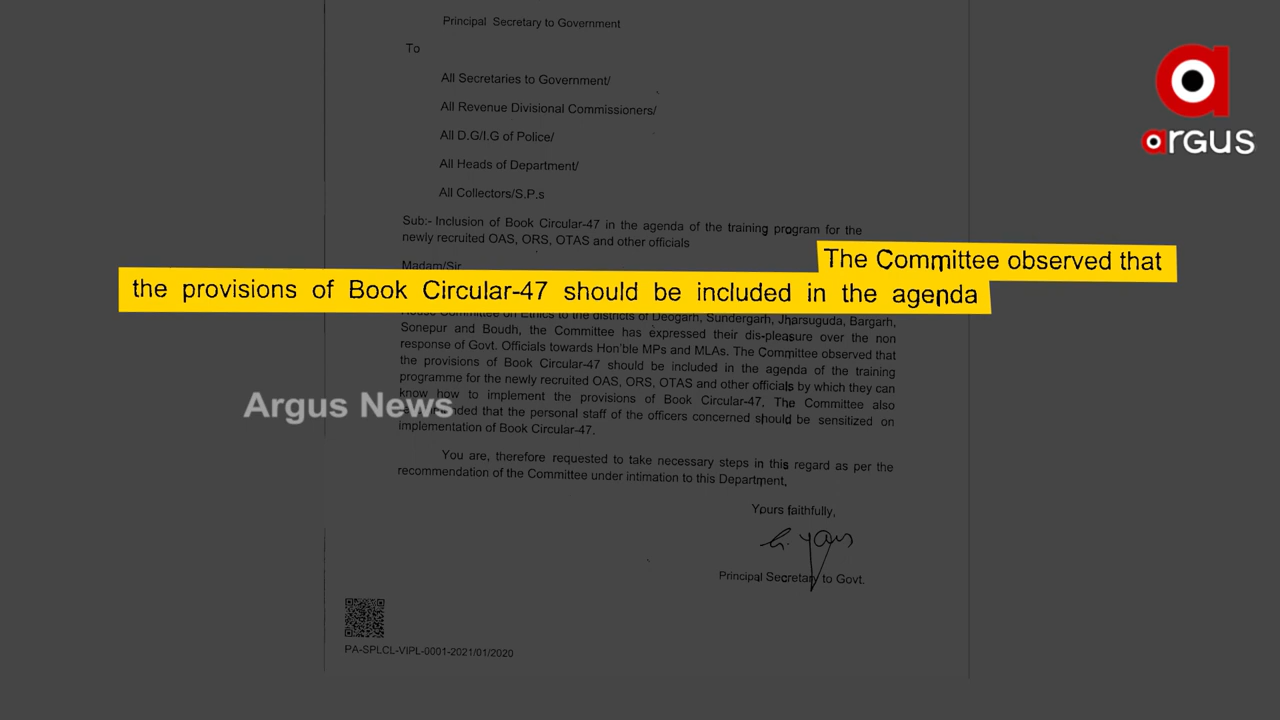 Principal Secretary to Government
To
All Secretaries to Government/
All Revenue Divisional Commissioners/
All D.G/I.G of Police/
All Heads of Department/
All Collectors/S.P.s
Sub:- Inclusion of Book Circular-47 in the agenda of the training program for the
newly recruited OAS, ORS, OTAS and other officials
Madam/Sir
The Committee observed that
the provisions of Book Circular-47 should be included in the agenda
House Committee on Ethics to the districts of Deogarh, Sundergarh, Jharsuguda, Bargarh,
Sonepur and Boudh, the Committee has expressed their dis-pleasure over the non
response of Govt. Officials towards Hon'ble MPs and MLAs. The Committee observed that
the provisions of Book Circular-47 should be included in the agenda of the training
programme for the newly recruited OAS, ORS, OTAS and other officials by which they can
know how to implement the provisions of Book Circular-47. The Committee also
that the personal staff of the officers concerned should be sensitized on
implementation of Book Circular-47.
You are, therefore requested to take necessary steps in this regard as per the
recommendation of the Committee under intimation to this Department.
Yours faithfully,
Principal Secretary to Govt.
PA-SPLCL-VIPL-0001-2021/01/2020
Argus News
a
argus